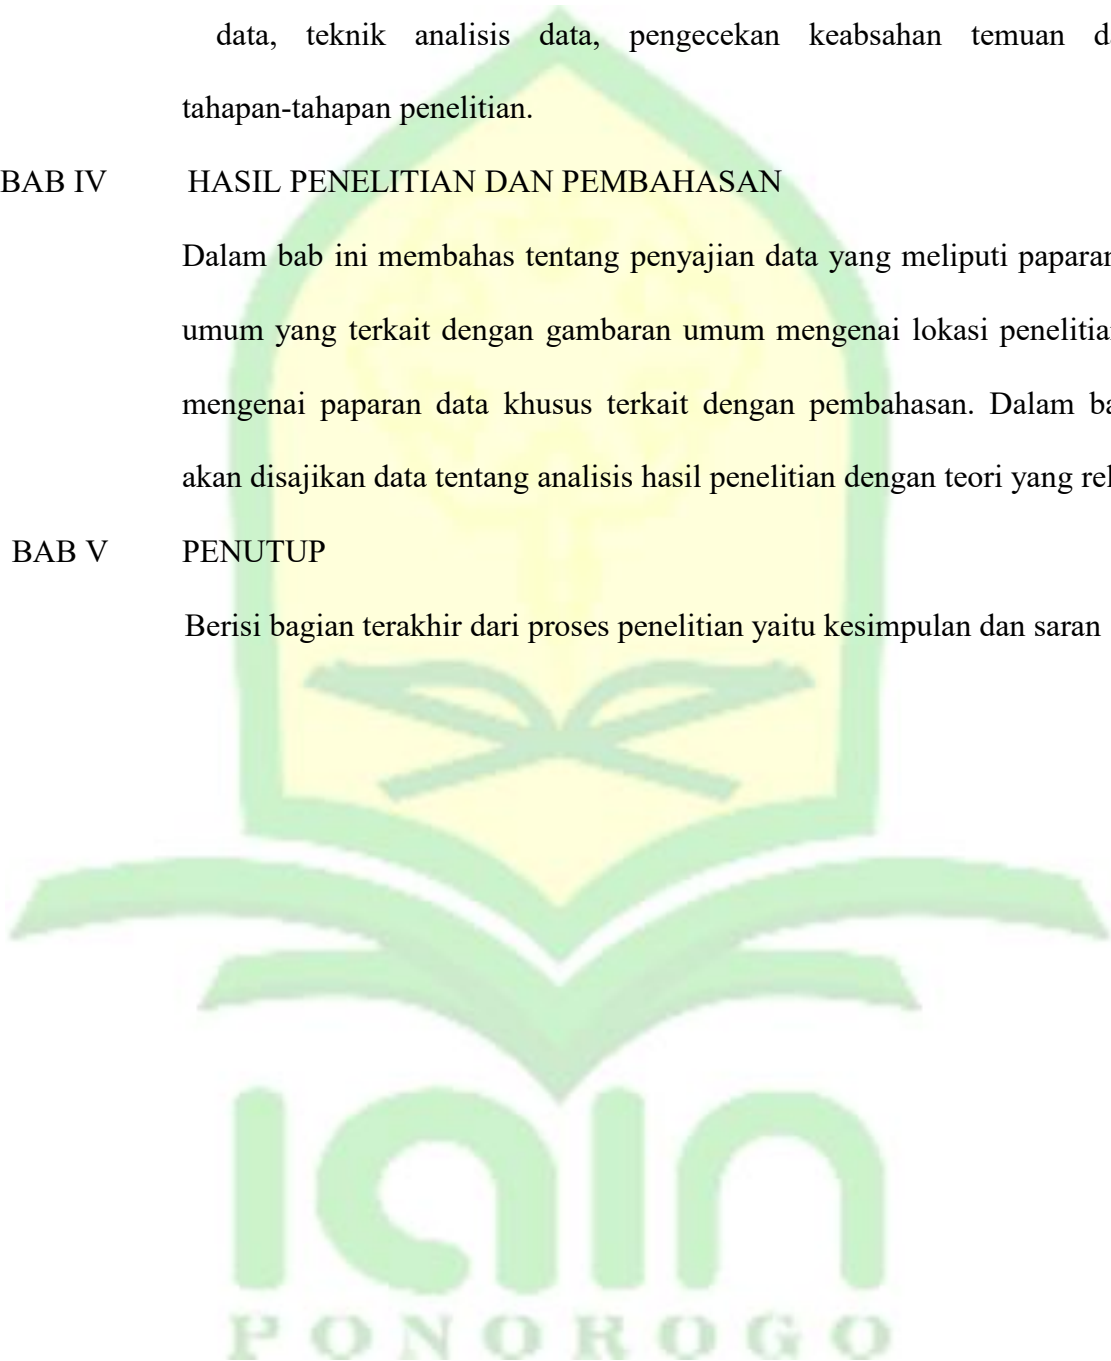 data, teknik analisis data, pengecekan keabsahan temuan
tahapan-tahapan penelitian.
BAB IV HASIL PENELITIAN DAN PEMBAHASAN
Dalam bab ini membahas tentang penyajian data yang meliputi paparan
umum yang terkait dengan gambaran umum mengenai lokasi penelitian
mengenai paparan data khusus terkait dengan pembahasan. Dalam
akan disajikan data tentang analisis hasil penelitian dengan teori yang
BAB V PENUTUP
Berisi bagian terakhir dari proses penelitian yaitu kesimpulan dan saran
iain
PONOROGO